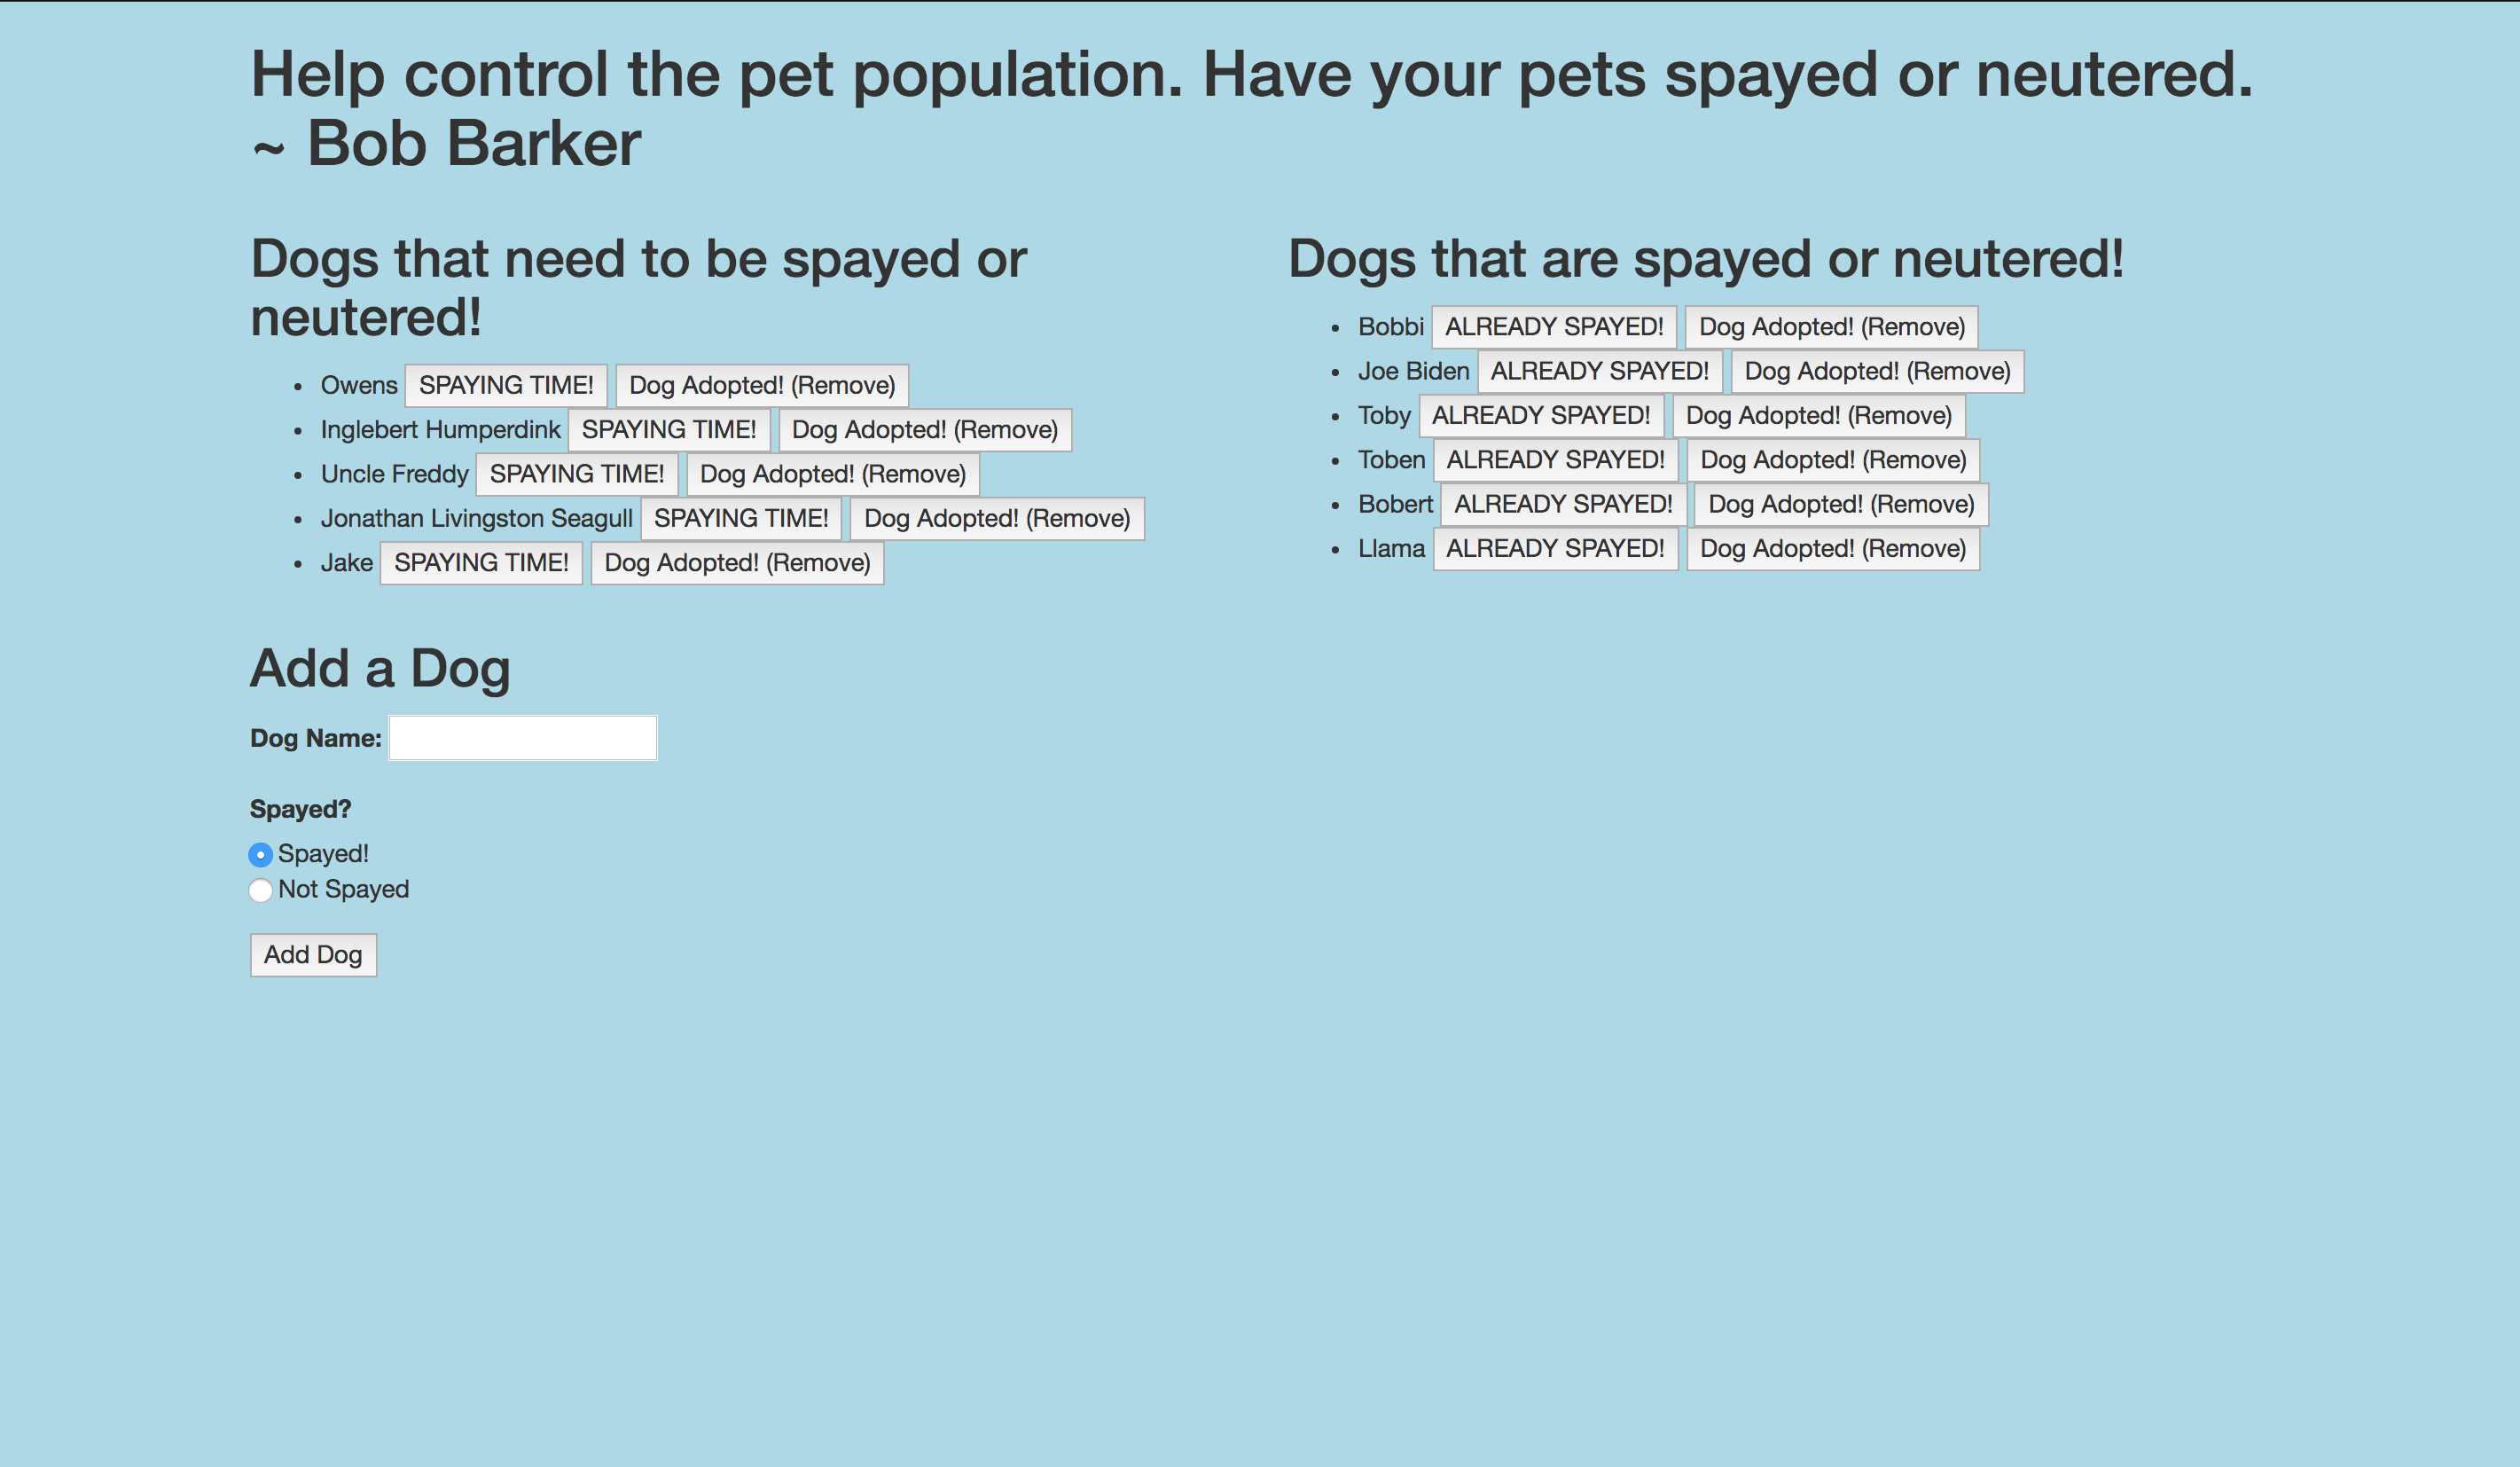 Help control the pet population. Have your pets spayed or neutered.
~ Bob Barker
Dogs that need to be spayed or
neutered!
Owens SPAYING TIME! Dog Adopted! (Remove)
Inglebert Humperdink SPAYING TIME! Dog Adopted! (Remove)
Uncle Freddy SPAYING TIME! Dog Adopted! (Remove)
Jonathan Livingston Seagull SPAYING TIME! Dog Adopted! (Remove)
Jake SPAYING TIME! Dog Adopted! (Remove)
Dogs that are spayed or neutered!
Bobbi ALREADY SPAYED! Dog Adopted! (Remove)
Joe Biden ALREADY SPAYED! Dog Adopted! (Remove)
Toby ALREADY SPAYED! Dog Adopted! (Remove)
Toben ALREADY SPAYED! Dog Adopted! (Remove)
Bobert ALREADY SPAYED! Dog Adopted! (Remove)
Llama ALREADY SPAYED! Dog Adopted! (Remove)
Add a Dog
Dog Name:
Spayed?
Spayed!
Not Spayed
Add Dog